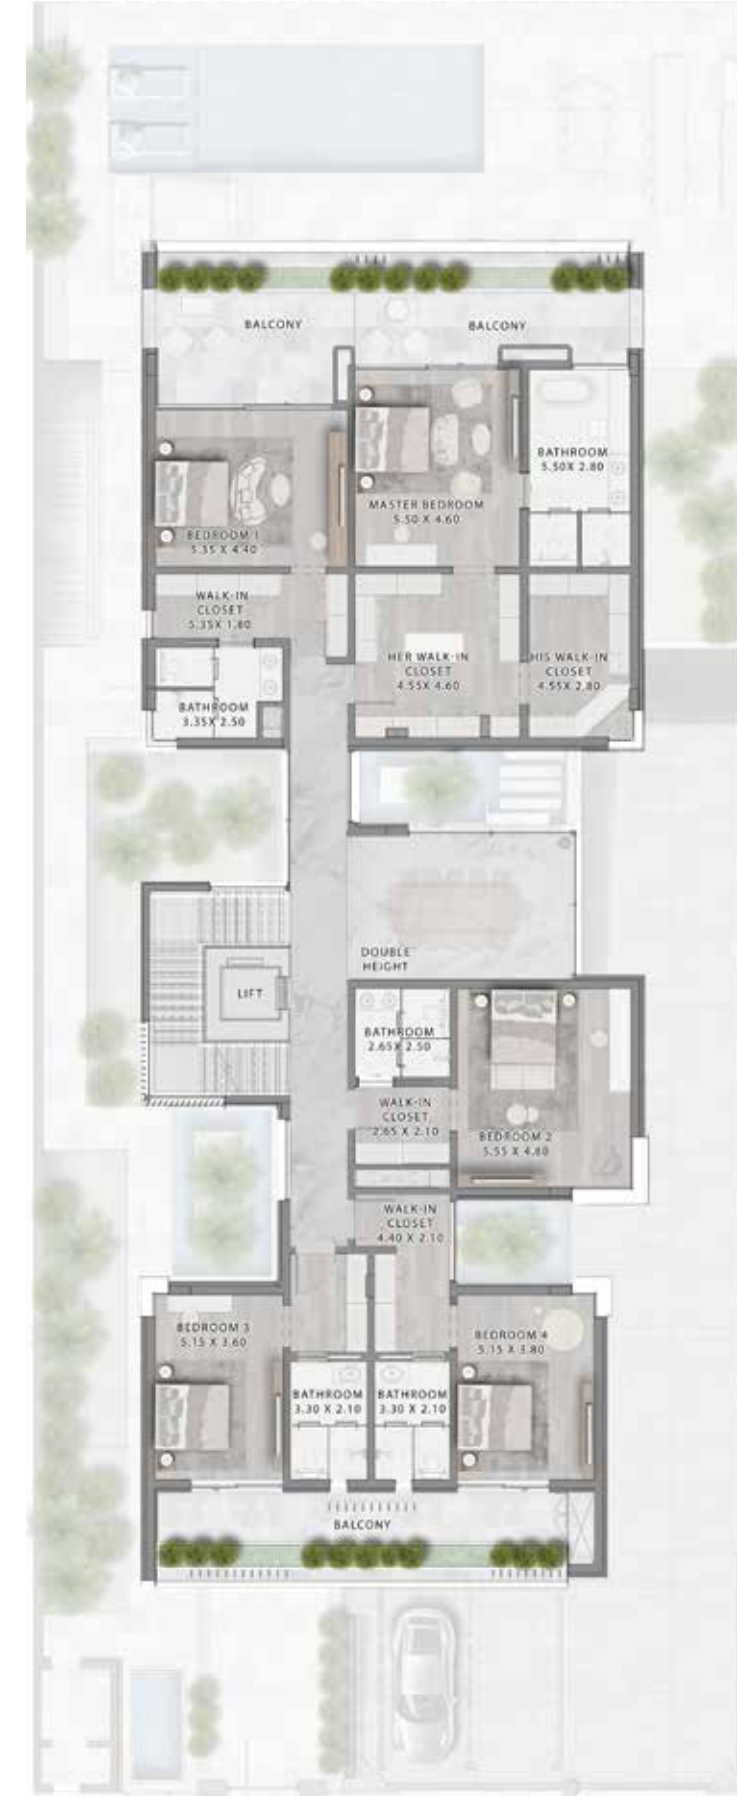 BALCONY
BALCONY
BATHROOM
5.50X 2.80
MASTER BEDROOM
5.50 X 4.60
BEDROOM 1
5.35 X 4.40
WALK-IN
CLOSET
5.35X 1.80
HER WALK-IN
CLOSET
4.55X 4.60
HIS WALK-IN
CLOSET
4.55X 2.80
BATHROOM
3.35X 2.50
DOUBLE
HEIGHT
LIFT
BATHROOM
2.65X 2.50
WALK-IN
CLOSET
2.65 X 2.10
BEDROOM 2
5.55 X 4.80
WALK-IN
CLOSET
4.40 X 2.10
BEDROOM 3
5.15 X 3.60
BEDROOM 4
5.15 X 3.80
BATHROOM
3.30 X 2.10
BATHROOM
3.30 X 2.10
BALCONY